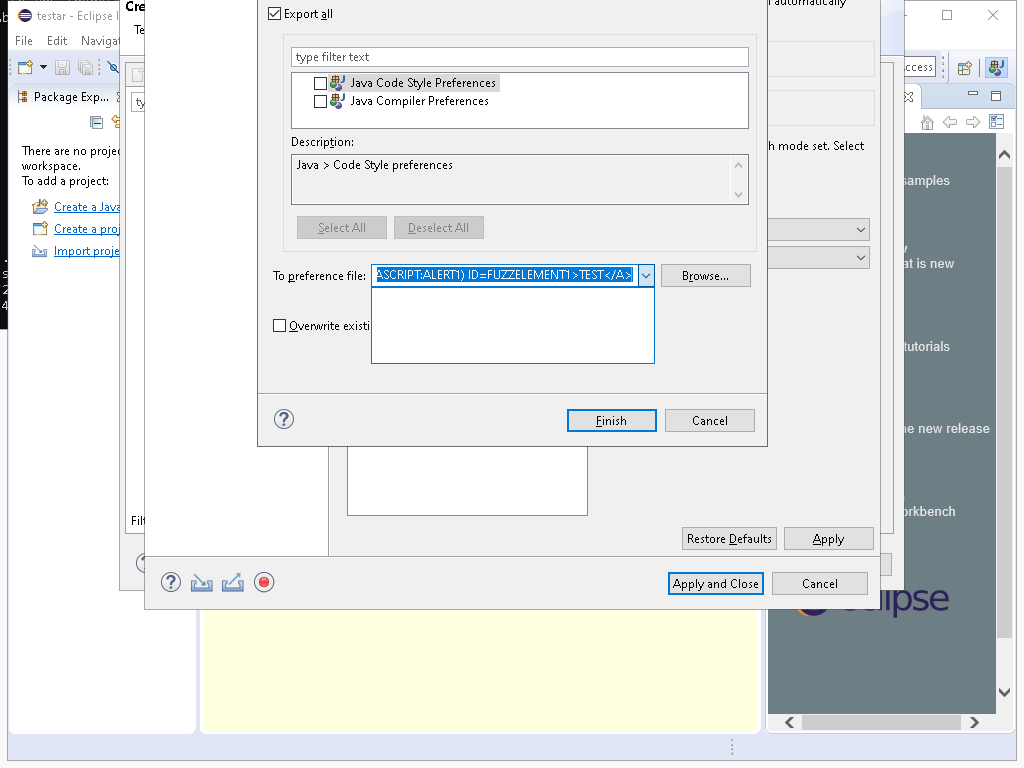 testar - Eclipse
File Edit Navigat
Package Exp...
There are no proje
workspace.
To add a project:
Create a Java
Create a proj
Import proje
Cre
Te
ty
Filt
Export all
type filter text
Java Code Style Preferences
Java Compiler Preferences
Description:
Java > Code Style preferences
Select All
Deselect All
To preference file:
ASCRIPT:ALERT1) ID=FUZZELEMENT1>TEST</A>
Browse...
Overwrite existi
Finish
Cancel
automatically
h mode set. Select
Restore Defaults
Apply
Apply and Close
Cancel
ccess
samples
at is new
tutorials
ne new release
orkbench
eclipse